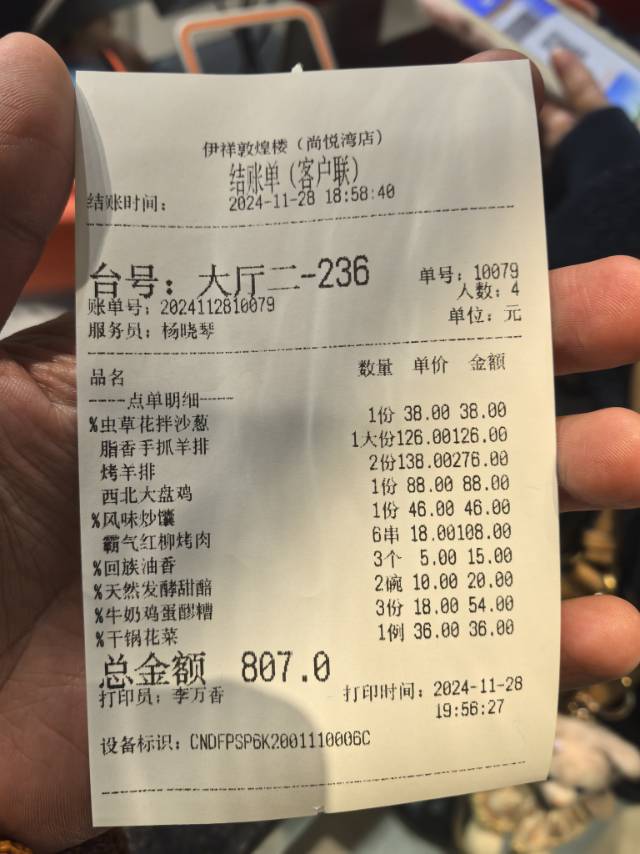 伊祥敦煌楼（尚悦湾店）
结账单（客户联）
结账时间： 2024-11-28 18:58:40
台号：大厅二-236 单号：10079
账单号：2024112810079 人数：4
服务员：杨晓琴 单位：元
品名 数量 单价 金额
----点单明细-----
%虫草花拌沙葱 1份 38.00 38.00
脂香手抓羊排 1大份126.00126.00
烤羊排 2份138.00276.00
西北大盘鸡 1份 88.00 88.00
%风味炒馕 1份 46.00 46.00
霸气红柳烤肉 6串 18.00108.00
%回族油香 3个 5.00 15.00
%天然发酵甜醅 2碗 10.00 20.00
%牛奶鸡蛋醪糟 3份 18.00 54.00
%干锅花菜 1例 36.00 36.00
总金额 807.0
打印员：李万香 打印时间：2024-11-28
19:56:27
设备标识：CNDFPSP6K2001110006C